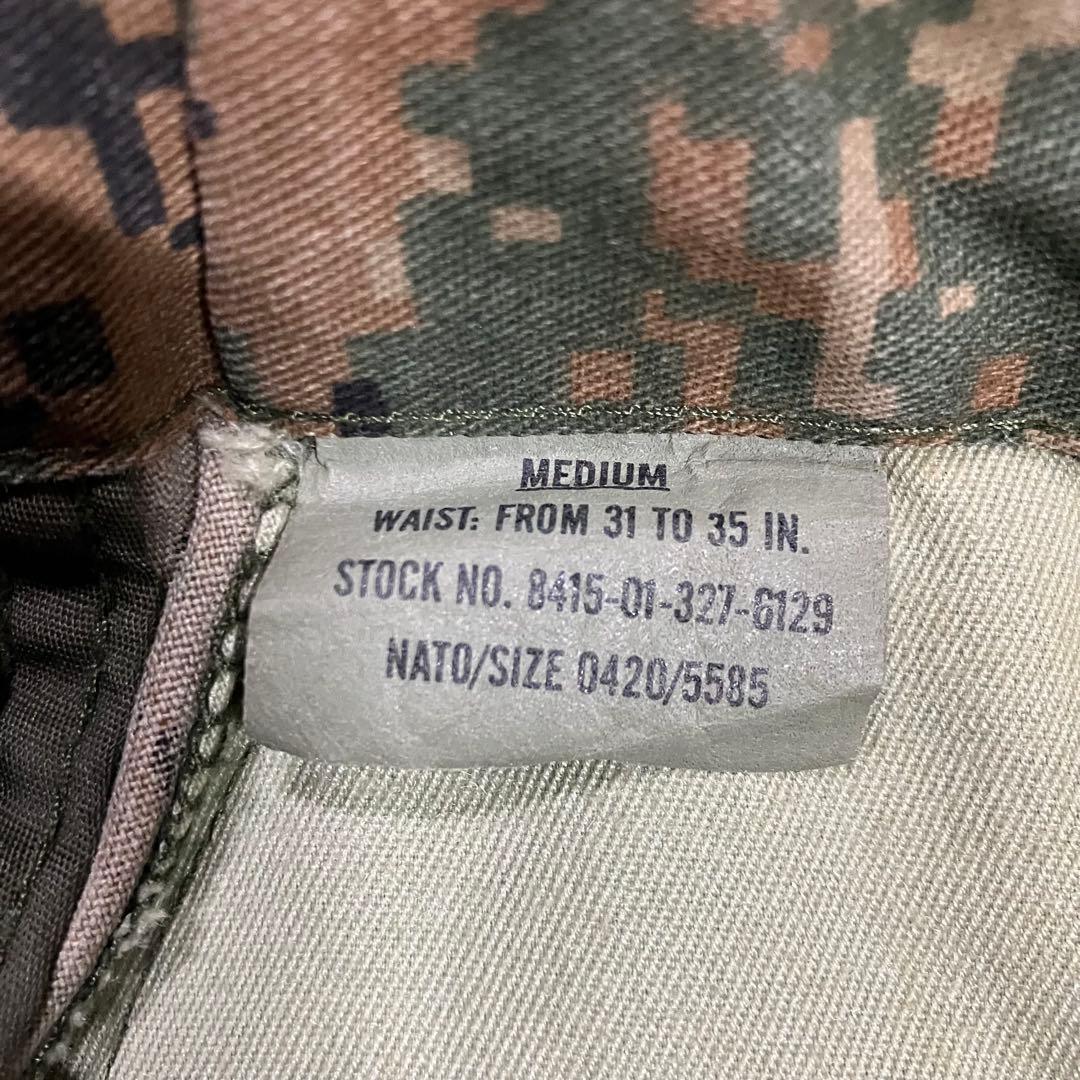 MEDIUM
WAIST: FROM 31 TO 35 IN.
STOCK NO. 8415-01-327-6129
NATO/SIZE 0420/5585